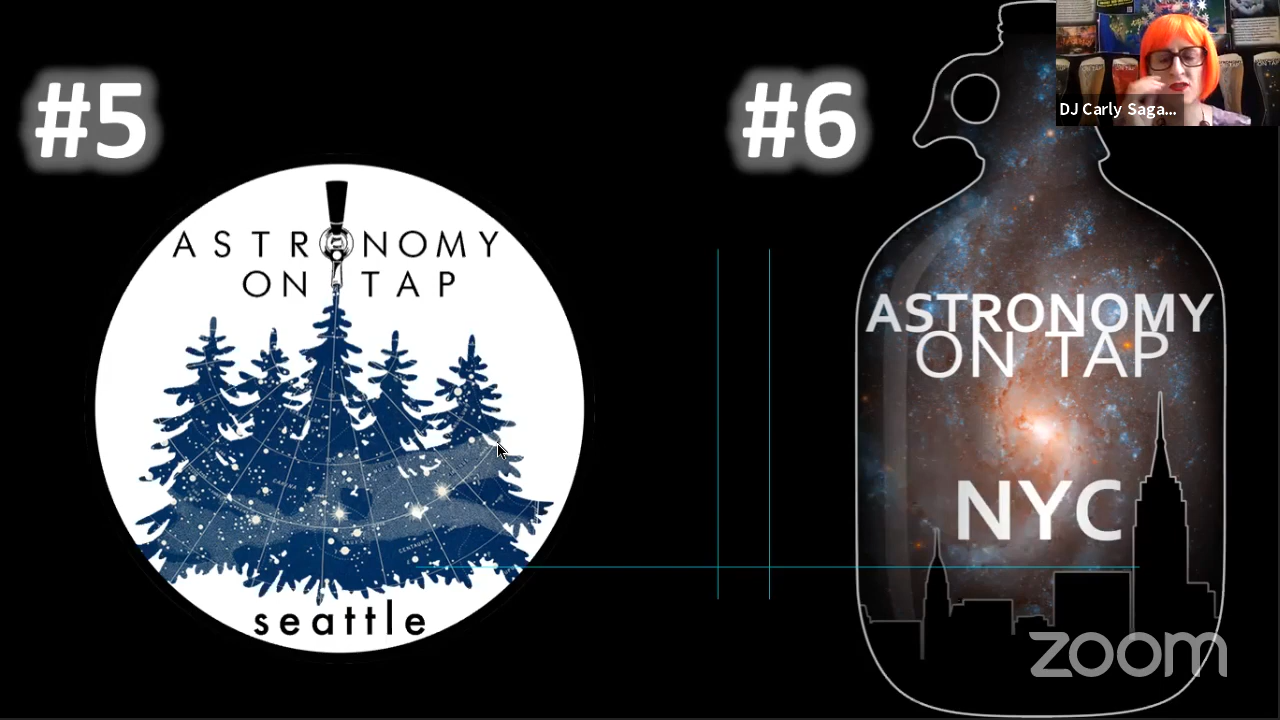 #5
ASTRONOMY
ON TAP
seattle
#6
ASTRONOMY
ON TAP
NYC
DJ Carly Saga...
zoom